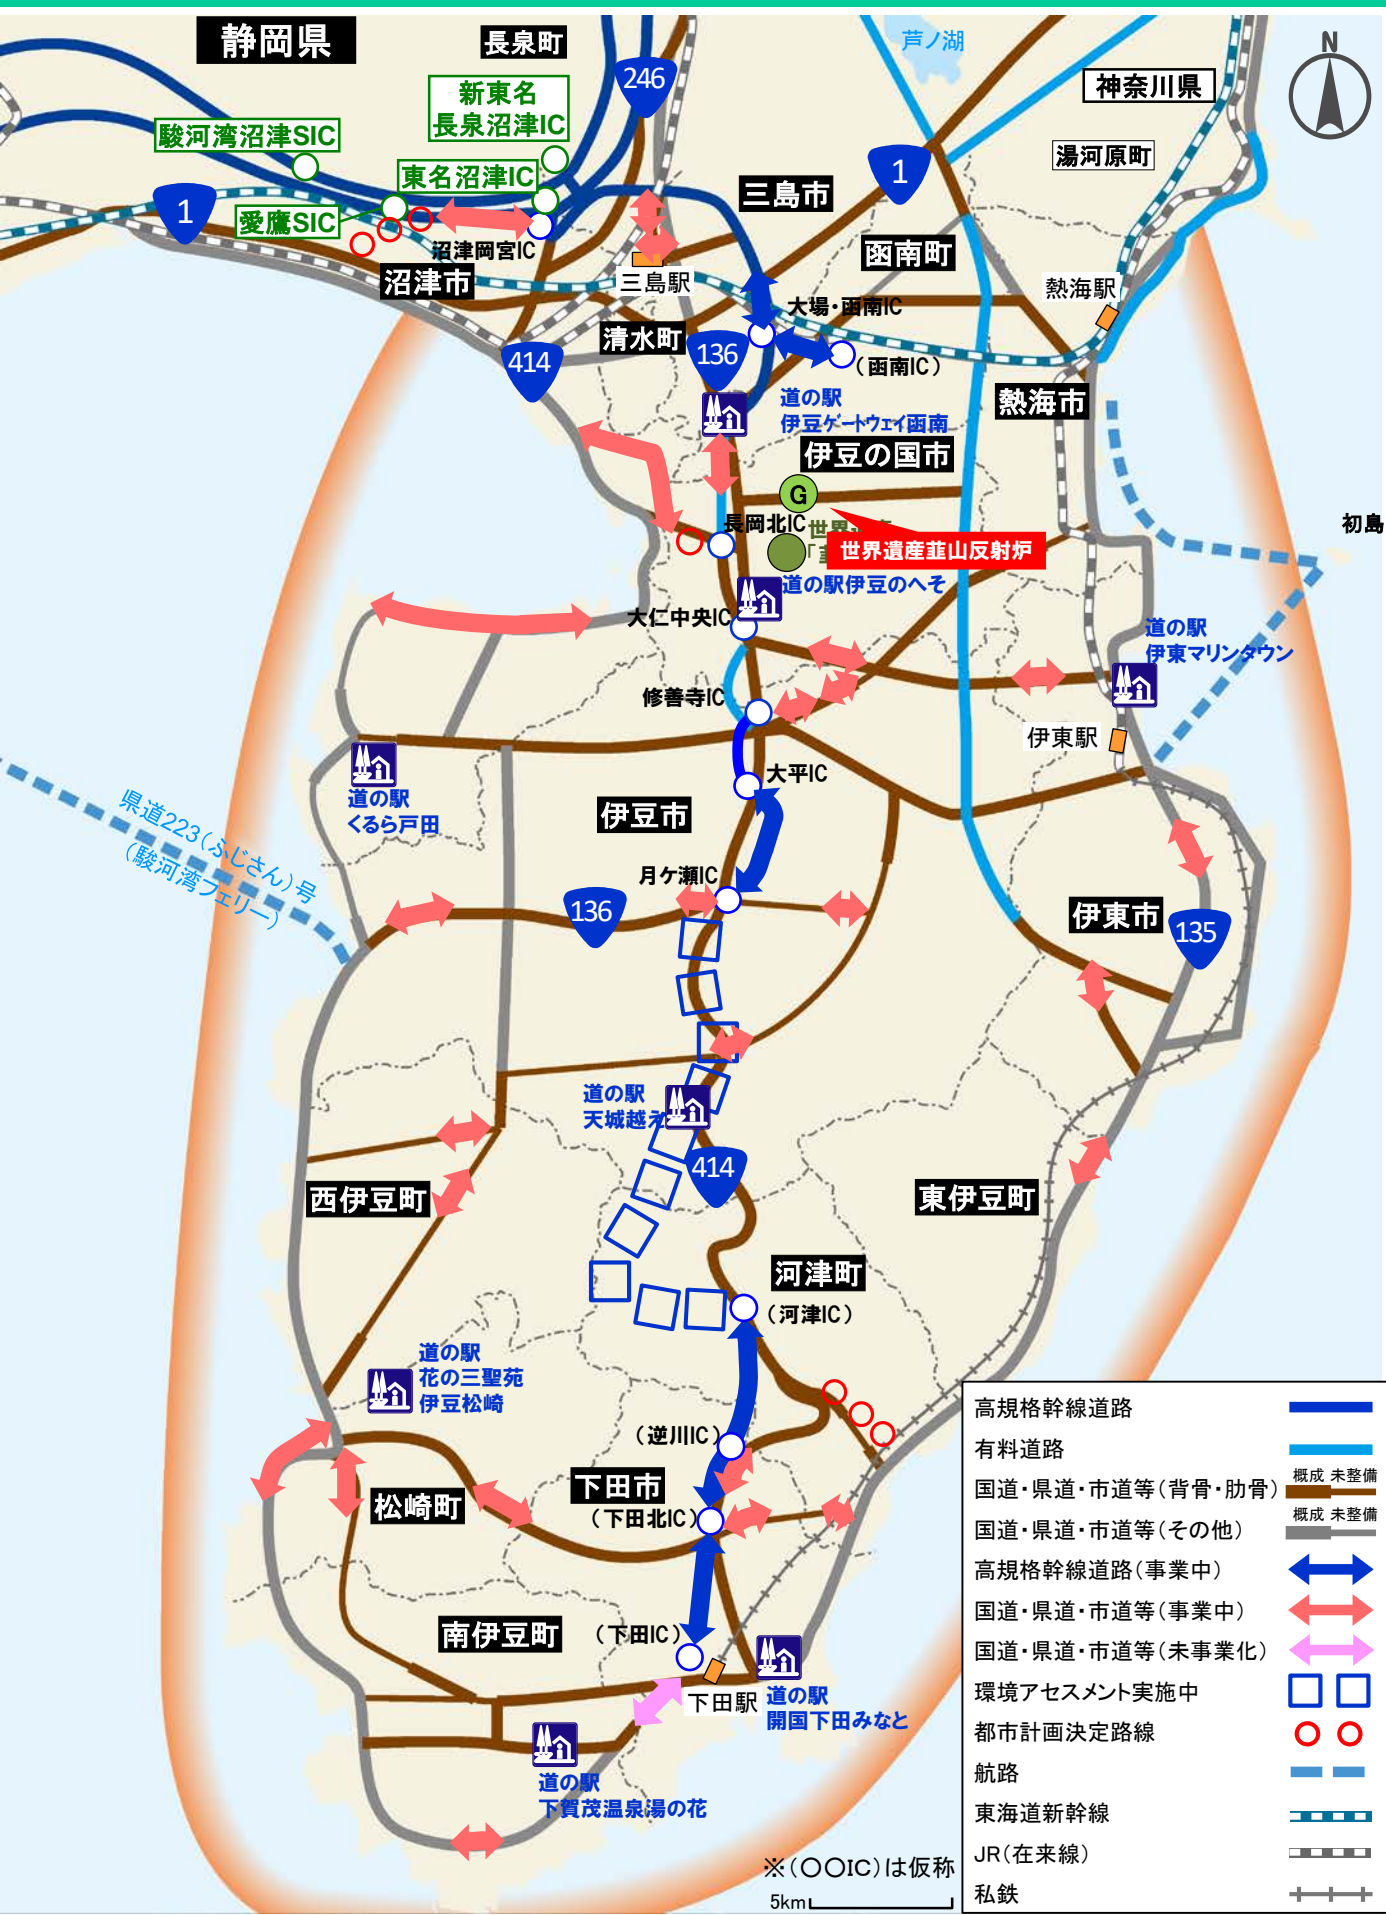 静岡県
長泉町
246
芦ノ湖
神奈川県
N
新東名
長泉沼津IC
駿河湾沼津SIC
東名沼津IC
湯河原町
1
1
三島市
愛鷹SIC
沼津岡宮IC
函南町
沼津市
三島駅
熱海駅
大場・函南IC
清水町
136
414
(函南IC)
道の駅
伊豆ゲートウェイ函南
熱海市
伊豆の国市
G
長岡北IC
初島
世界遺産韮山反射炉
道の駅伊豆のへそ
大仁中央IC
道の駅
伊東マリンタウン
修善寺IC
伊東駅
大平IC
道の駅
くるら戸田
伊豆市
県道223(ふじさん)号
(駿河湾フェリー)
月ケ瀬IC
136
伊東市
135
道の駅
天城越え
414
西伊豆町
東伊豆町
河津町
(河津IC)
道の駅
花の三聖苑
伊豆松崎
(逆川IC)
下田市
松崎町
(下田北IC)
南伊豆町
(下田IC)
下田駅
道の駅
開国下田みなと
道の駅
下賀茂温泉湯の花
※(〇〇IC)は仮称
5km
高規格幹線道路
有料道路
国道・県道・市道等(背骨・肋骨) 概成 未整備
国道・県道・市道等(その他) 概成 未整備
高規格幹線道路(事業中)
国道・県道・市道等(事業中)
国道・県道・市道等(未事業化)
環境アセスメント実施中
都市計画決定路線
航路
東海道新幹線
JR(在来線)
私鉄